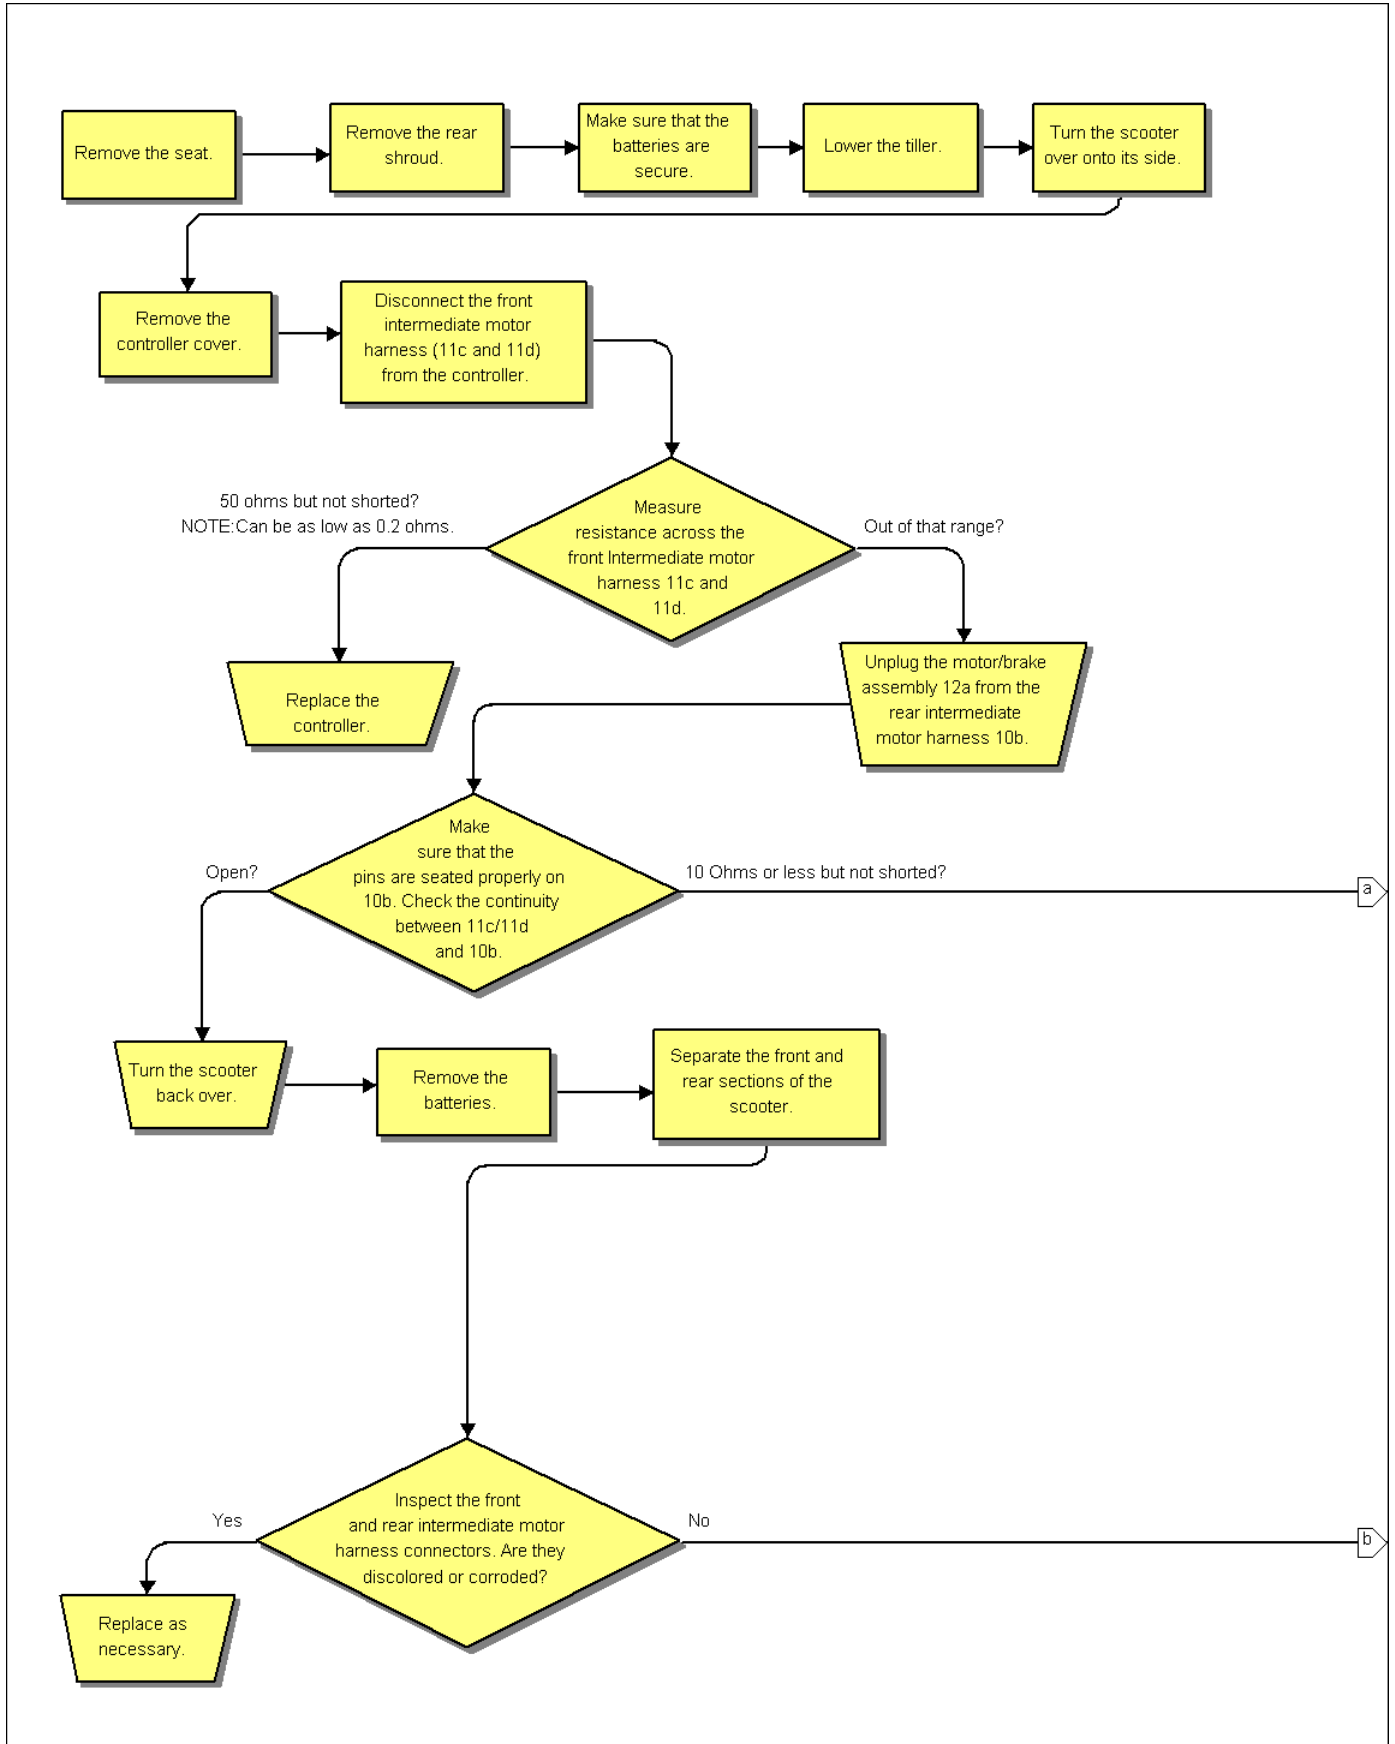 Remove the seat.
Remove the rear
shroud.
Make sure that the
batteries are
secure.
Lower the tiller.
Turn the scooter
over onto its side.
Remove the
controller cover.
Disconnect the front
intermediate motor
harness (11c and 11d)
from the controller.
50 ohms but not shorted?
NOTE:Can be as low as 0.2 ohms.
Measure
resistance across the
front Intermediate motor
harness 11c and
11d.
Out of that range?
Replace the
controller.
Unplug the motor/brake
assembly 12a from the
rear intermediate
motor harness 10b.
Open?
Make
sure that the
pins are seated properly on
10b. Check the continuity
between 11c/11d
and 10b.
10 Ohms or less but not shorted?
a
Turn the scooter
back over.
Remove the
batteries.
Separate the front and
rear sections of the
scooter.
Yes
Inspect the front
and rear intermediate motor
harness connectors. Are they
discolored or corroded?
No
b
Replace as
necessary.